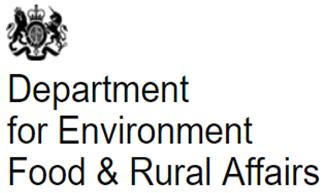 Department
for Environment
Food & Rural Affairs